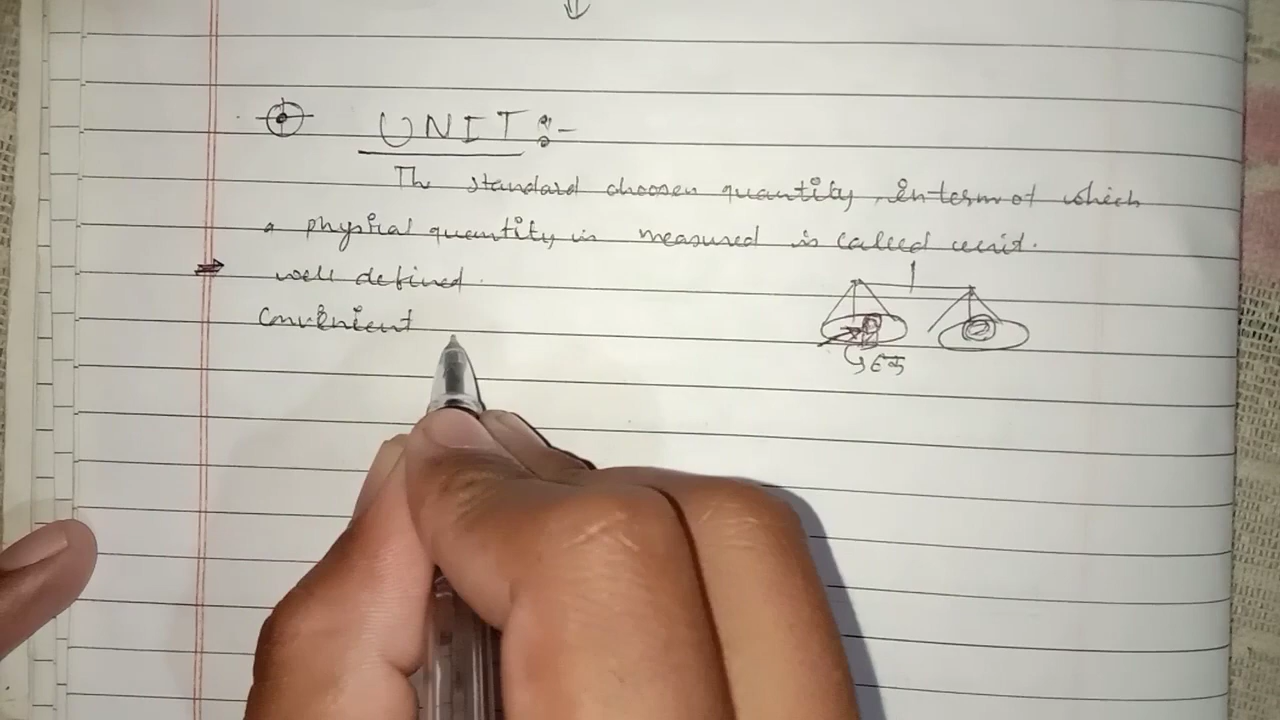 UNIT :-
The standard choosen quantity, in term of which
a physical quantity is measured is called unit.
well defined.
Convenient